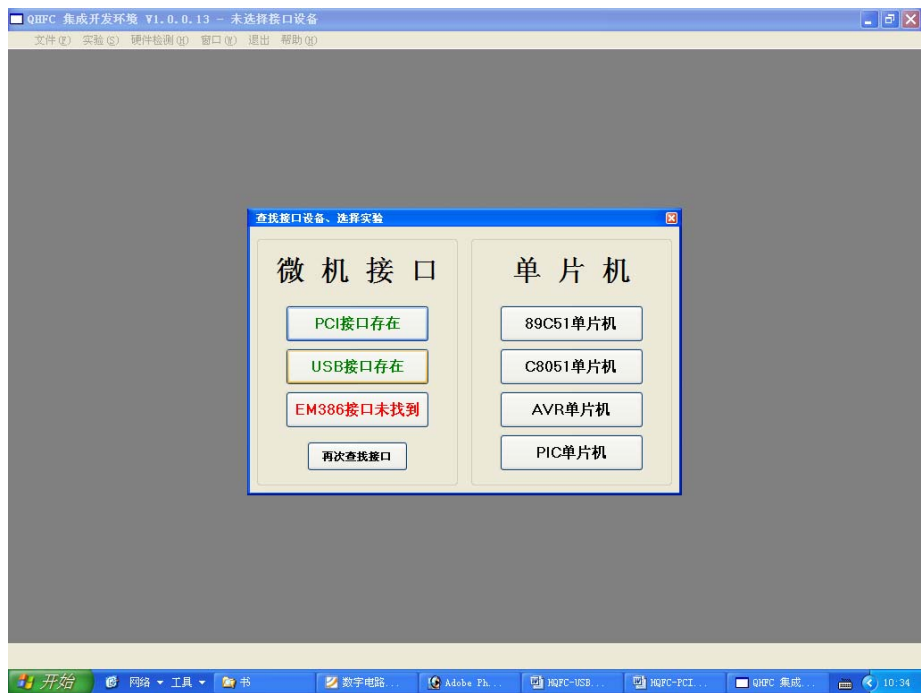 QHFC 集成开发环境 V1.0.0.13 - 未选择接口设备
文件(F) 实验(S) 硬件检测(H) 窗口(W) 退出 帮助(H)
查找接口设备、选择实验
微机接口
PCI接口存在
USB接口存在
EM386接口未找到
再次查找接口
单片机
89C51单片机
C8051单片机
AVR单片机
PIC单片机
开始 网络 工具 书 数字电路... Adobe Ph... HQFC-USB... HQFC-PCI... QHFC 集成... 10:34